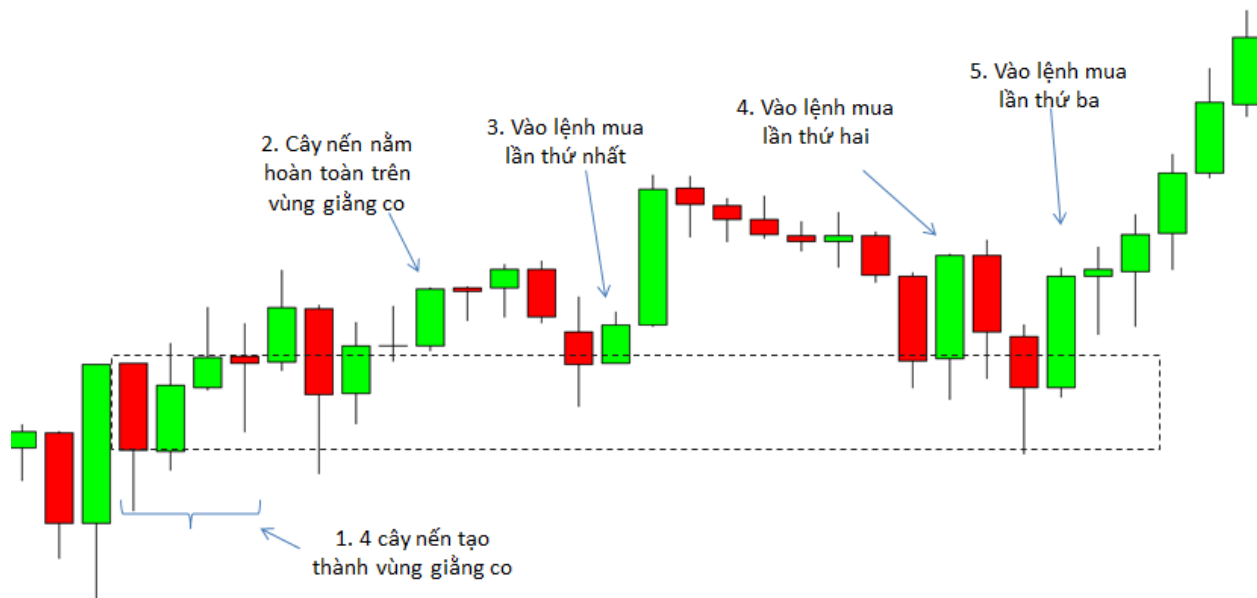 5. Vào lệnh mua
lần thứ ba
4. Vào lệnh mua
lần thứ hai
3. Vào lệnh mua
lần thứ nhất
2. Cây nến nằm
hoàn toàn trên
vùng giằng co
1. 4 cây nến tạo
thành vùng giằng co